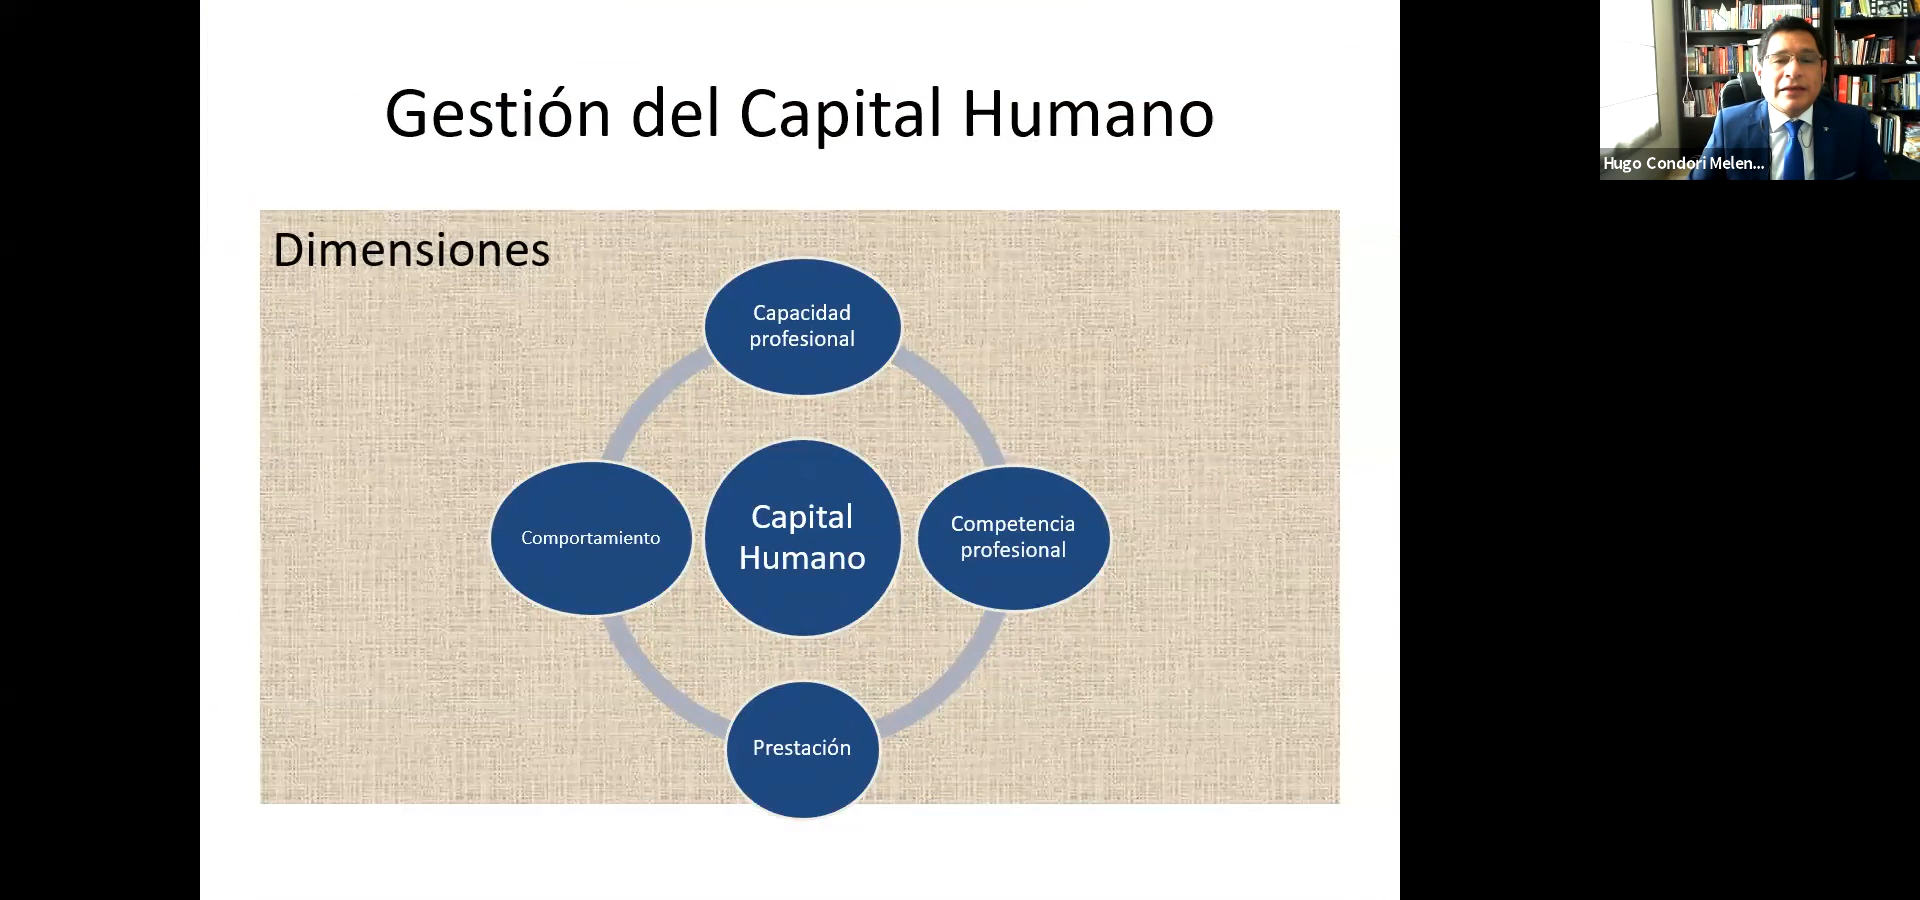 Gestión del Capital Humano
Hugo Condori Melen...
Dimensiones
Capacidad
profesional
Comportamiento
Capital
Humano
Competencia
profesional
Prestación